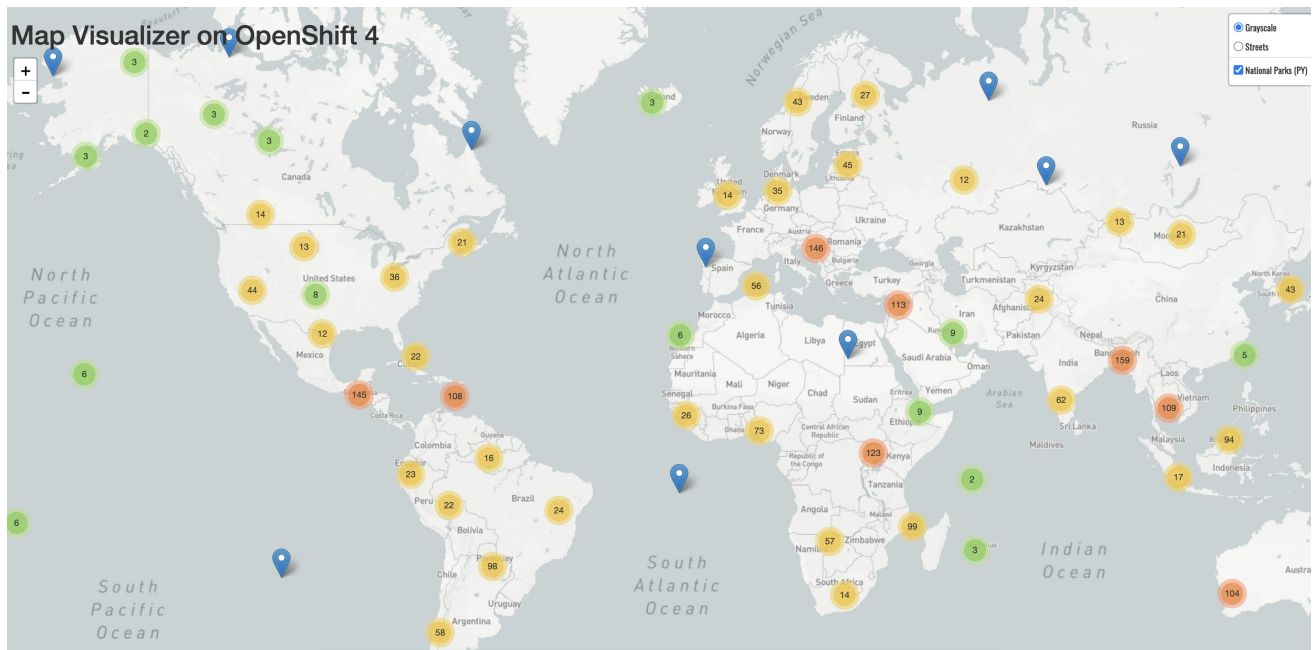 Map Visualizer on OpenShift 4
+
−
Grayscale
Streets
National Parks (PY)
Beaufort
Norwegian Sea
Russia
Canada
Norway
Finland
Estonia
Denmark
United
Germany
France
Austria
Ukraine
Romania
Kazakhstan
North
Pacific
Ocean
United States
North
Atlantic
Ocean
Spain
Italy
Bulgaria
Greece
Georgia
Turkey
Turkmenistan
Kyrgyzstan
China
North Korea
Mexico
Morocco
Tunisia
Algeria
Libya
Egypt
Iran
Pakistan
Nepal
India
Western
Sahara
Mauritania
Mali
Niger
Chad
Sudan
Saudi Arabia
Oman
Yemen
Eritrea
Arabian
Sea
Laos
Vietnam
Philippines
Costa Rica
Senegal
Burkina Faso
Ghana
Central African
Republic
Sri Lanka
Maldives
Malaysia
Indonesia
Colombia
Guyana
Peru
Brazil
Bolivia
Chile
Uruguay
Argentina
Republic of
the Congo
Kenya
Tanzania
Angola
Malawi
Zimbabwe
South Africa
South
Pacific
Ocean
South
Atlantic
Ocean
Indian
Ocean
3
3
2
3
3
14
13
21
44
8
36
12
22
6
145
108
16
23
22
24
6
98
58
3
43
27
45
14
35
12
146
56
113
24
13
21
43
6
9
159
5
26
73
9
62
109
94
123
2
17
99
57
3
14
104